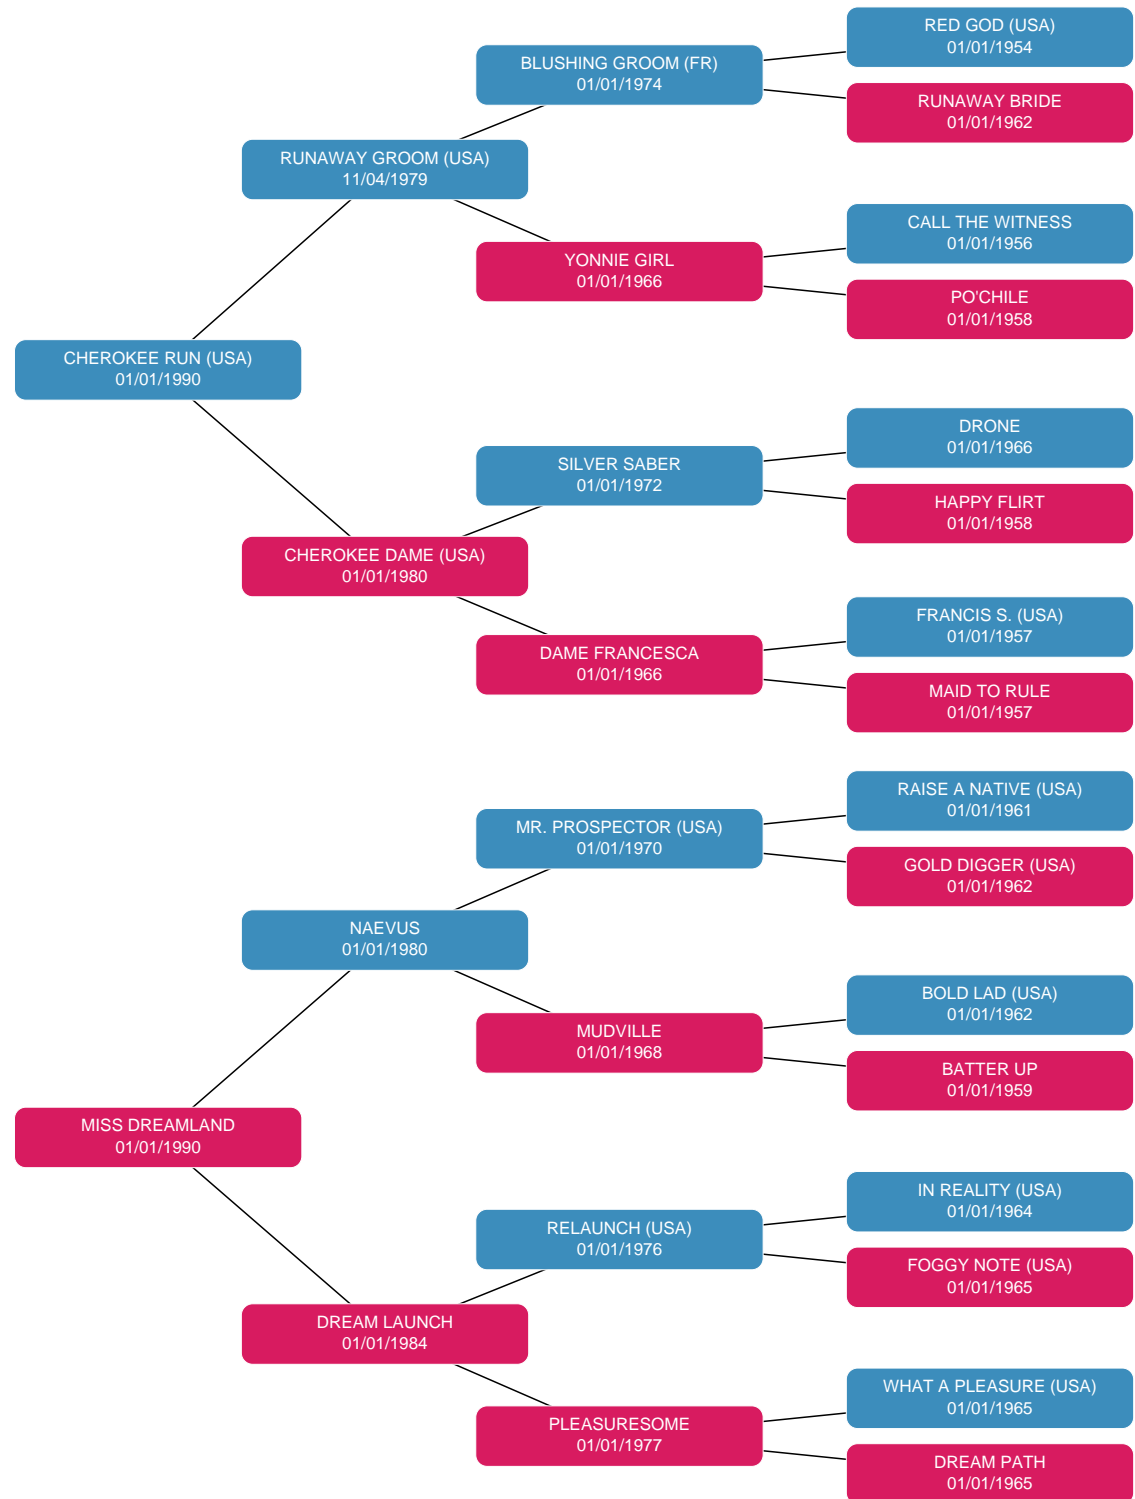 RED GOD (USA)
01/01/1954
BLUSHING GROOM (FR)
01/01/1974
RUNAWAY BRIDE
01/01/1962
RUNAWAY GROOM (USA)
11/04/1979
CALL THE WITNESS
01/01/1956
YONNIE GIRL
01/01/1966
PO'CHILE
01/01/1958
CHEROKEE RUN (USA)
01/01/1990
DRONE
01/01/1966
SILVER SABER
01/01/1972
HAPPY FLIRT
01/01/1958
CHEROKEE DAME (USA)
01/01/1980
FRANCIS S. (USA)
01/01/1957
DAME FRANCESCA
01/01/1966
MAID TO RULE
01/01/1957
RAISE A NATIVE (USA)
01/01/1961
MR. PROSPECTOR (USA)
01/01/1970
GOLD DIGGER (USA)
01/01/1962
NAEVUS
01/01/1980
BOLD LAD (USA)
01/01/1962
MUDVILLE
01/01/1968
BATTER UP
01/01/1959
MISS DREAMLAND
01/01/1990
IN REALITY (USA)
01/01/1964
RELAUNCH (USA)
01/01/1976
FOGGY NOTE (USA)
01/01/1965
DREAM LAUNCH
01/01/1984
WHAT A PLEASURE (USA)
01/01/1965
PLEASURESOME
01/01/1977
DREAM PATH
01/01/1965